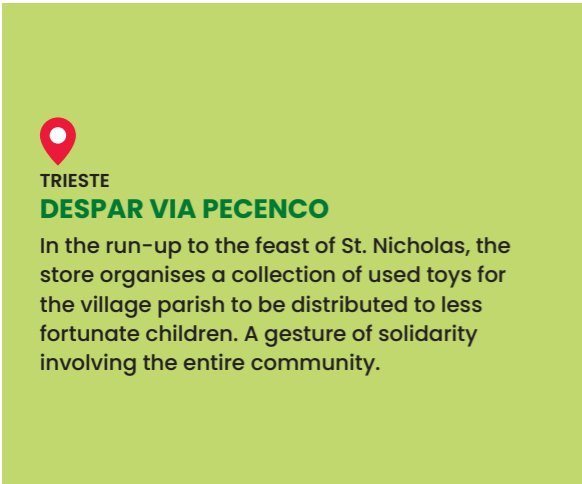 TRIESTE
DESPAR VIA PECENCO
In the run-up to the feast of St. Nicholas, the
store organises a collection of used toys for
the village parish to be distributed to less
fortunate children. A gesture of solidarity
involving the entire community.